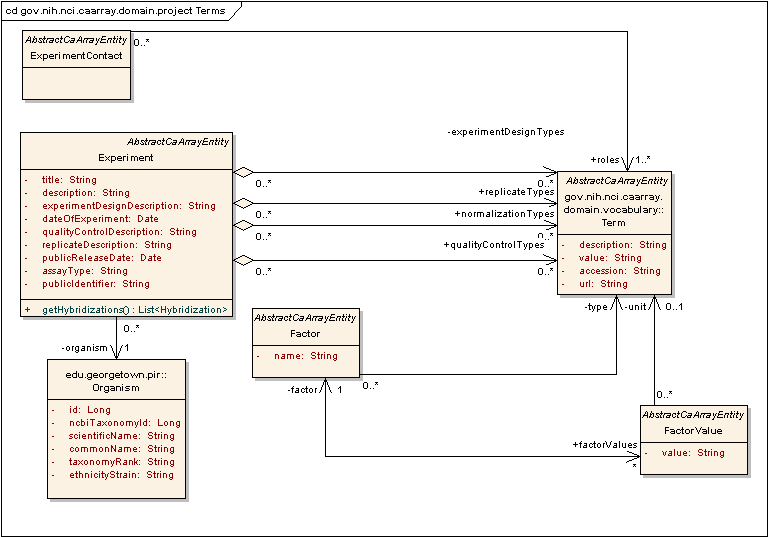 cd gov.nih.nci.caarray.domain.project Terms
AbstractCaArrayEntity
ExperimentContact
0..*
+roles
1..*
AbstractCaArrayEntity
Experiment
- title: String
- description: String
- experimentDesignDescription: String
- dateOfExperiment: Date
- qualityControlDescription: String
- replicateDescription: String
- publicReleaseDate: Date
- assayType: String
- publicIdentifier: String
+ getHybridizations() : List<Hybridization>
-experimentDesignTypes
0..*
0..*
+replicateTypes
0..*
+normalizationTypes
0..*
0..*
+qualityControlTypes
0..*
0..*
AbstractCaArrayEntity
gov.nih.nci.caarray.
domain.vocabulary::
Term
- description: String
- value: String
- accession: String
- url: String
0..*
-organism
1
edu.georgetown.pir::
Organism
- id: Long
- ncbiTaxonomyId: Long
- scientificName: String
- commonName: String
- taxonomyRank: String
- ethnicityStrain: String
AbstractCaArrayEntity
Factor
- name: String
-type
-unit
0..1
0..*
0..*
-factor
1
+factorValues
*
AbstractCaArrayEntity
FactorValue
- value: String